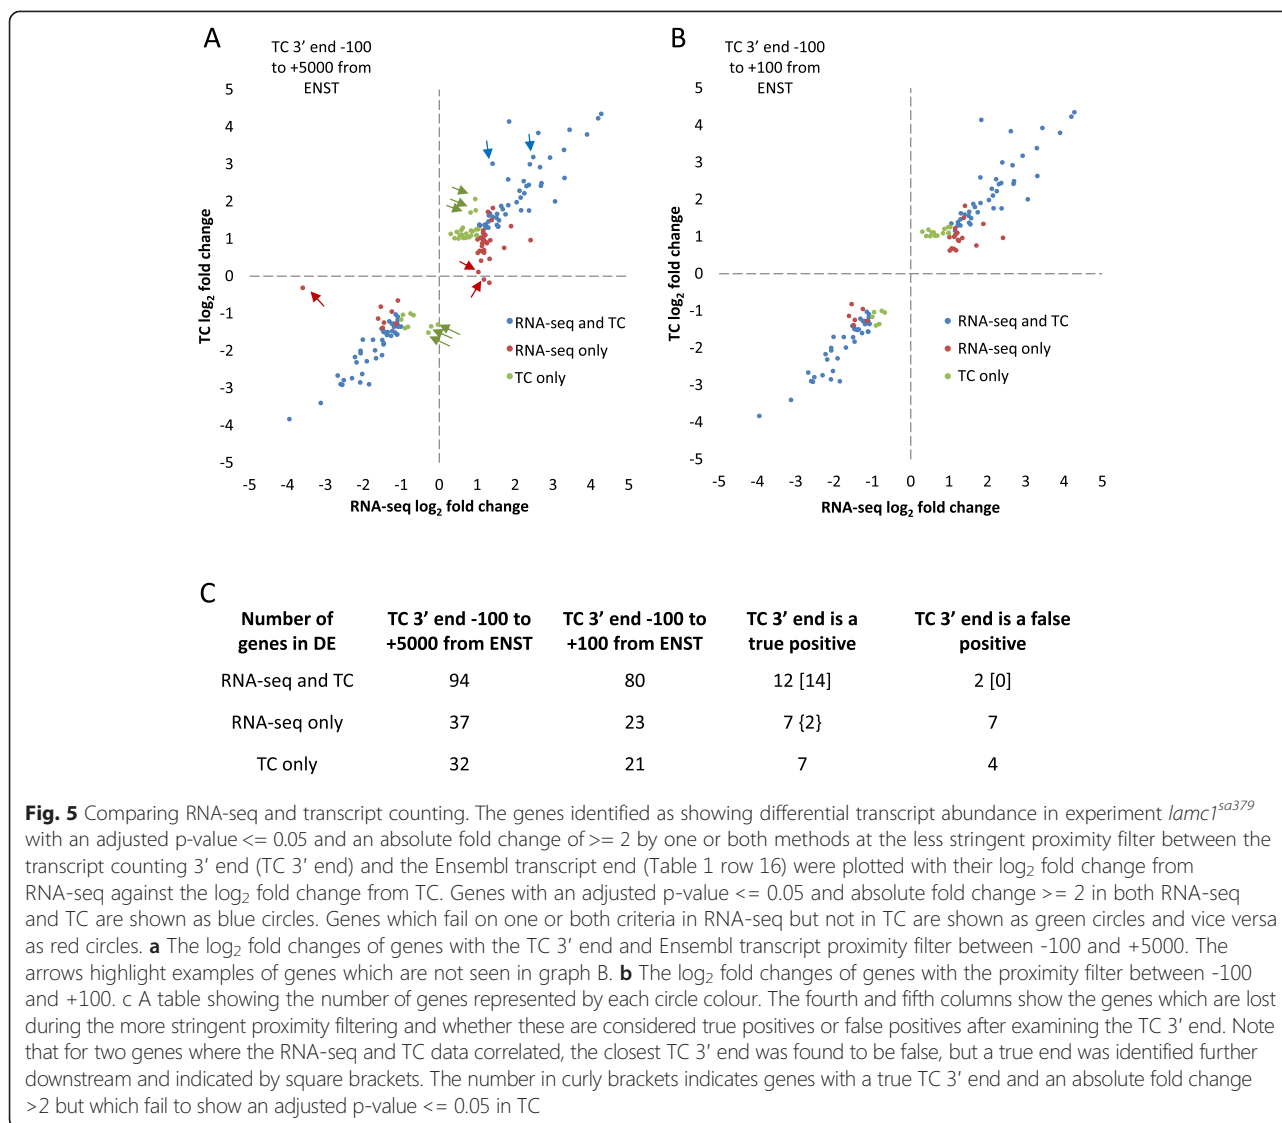 A
TC 3′ end -100
to +5000 from
ENST
5
4
3
2
1
0
-1
-2
-3
-4
-5
TC log2 fold change
RNA-seq and TC
RNA-seq only
TC only
-5 -4 -3 -2 -1 0 1 2 3 4 5
RNA-seq log2 fold change
B
TC 3′ end -100
to +100 from
ENST
5
4
3
2
1
0
-1
-2
-3
-4
-5
TC log2 fold change
RNA-seq and TC
RNA-seq only
TC only
-5 -4 -3 -2 -1 0 1 2 3 4 5
RNA-seq log2 fold change
C
Number of genes in DE
TC 3′ end -100 to +5000 from ENST
TC 3′ end -100 to +100 from ENST
TC 3′ end is a true positive
TC 3′ end is a false positive
RNA-seq and TC 94 80 12 [14] 2 [0]
RNA-seq only 37 23 7 {2} 7
TC only 32 21 7 4
Fig. 5 Comparing RNA-seq and transcript counting. The genes identified as showing differential transcript abundance in experiment lamc1sa379
with an adjusted p-value <= 0.05 and an absolute fold change of >= 2 by one or both methods at the less stringent proximity filter between the
transcript counting 3′ end (TC 3′ end) and the Ensembl transcript end (Table 1 row 16) were plotted with their log2 fold change from
RNA-seq against the log2 fold change from TC. Genes with an adjusted p-value <= 0.05 and absolute fold change >= 2 in both RNA-seq
and TC are shown as blue circles. Genes which fail on one or both criteria in RNA-seq but not in TC are shown as green circles and vice versa
as red circles. a The log2 fold changes of genes with the TC 3′ end and Ensembl transcript proximity filter between -100 and +5000. The
arrows highlight examples of genes which are not seen in graph B. b The log2 fold changes of genes with the proximity filter between -100
and +100. c A table showing the number of genes represented by each circle colour. The fourth and fifth columns show the genes which are lost
during the more stringent proximity filtering and whether these are considered true positives or false positives after examining the TC 3′ end. Note
that for two genes where the RNA-seq and TC data correlated, the closest TC 3′ end was found to be false, but a true end was identified further
downstream and indicated by square brackets. The number in curly brackets indicates genes with a true TC 3′ end and an absolute fold change
>2 but which fail to show an adjusted p-value <= 0.05 in TC